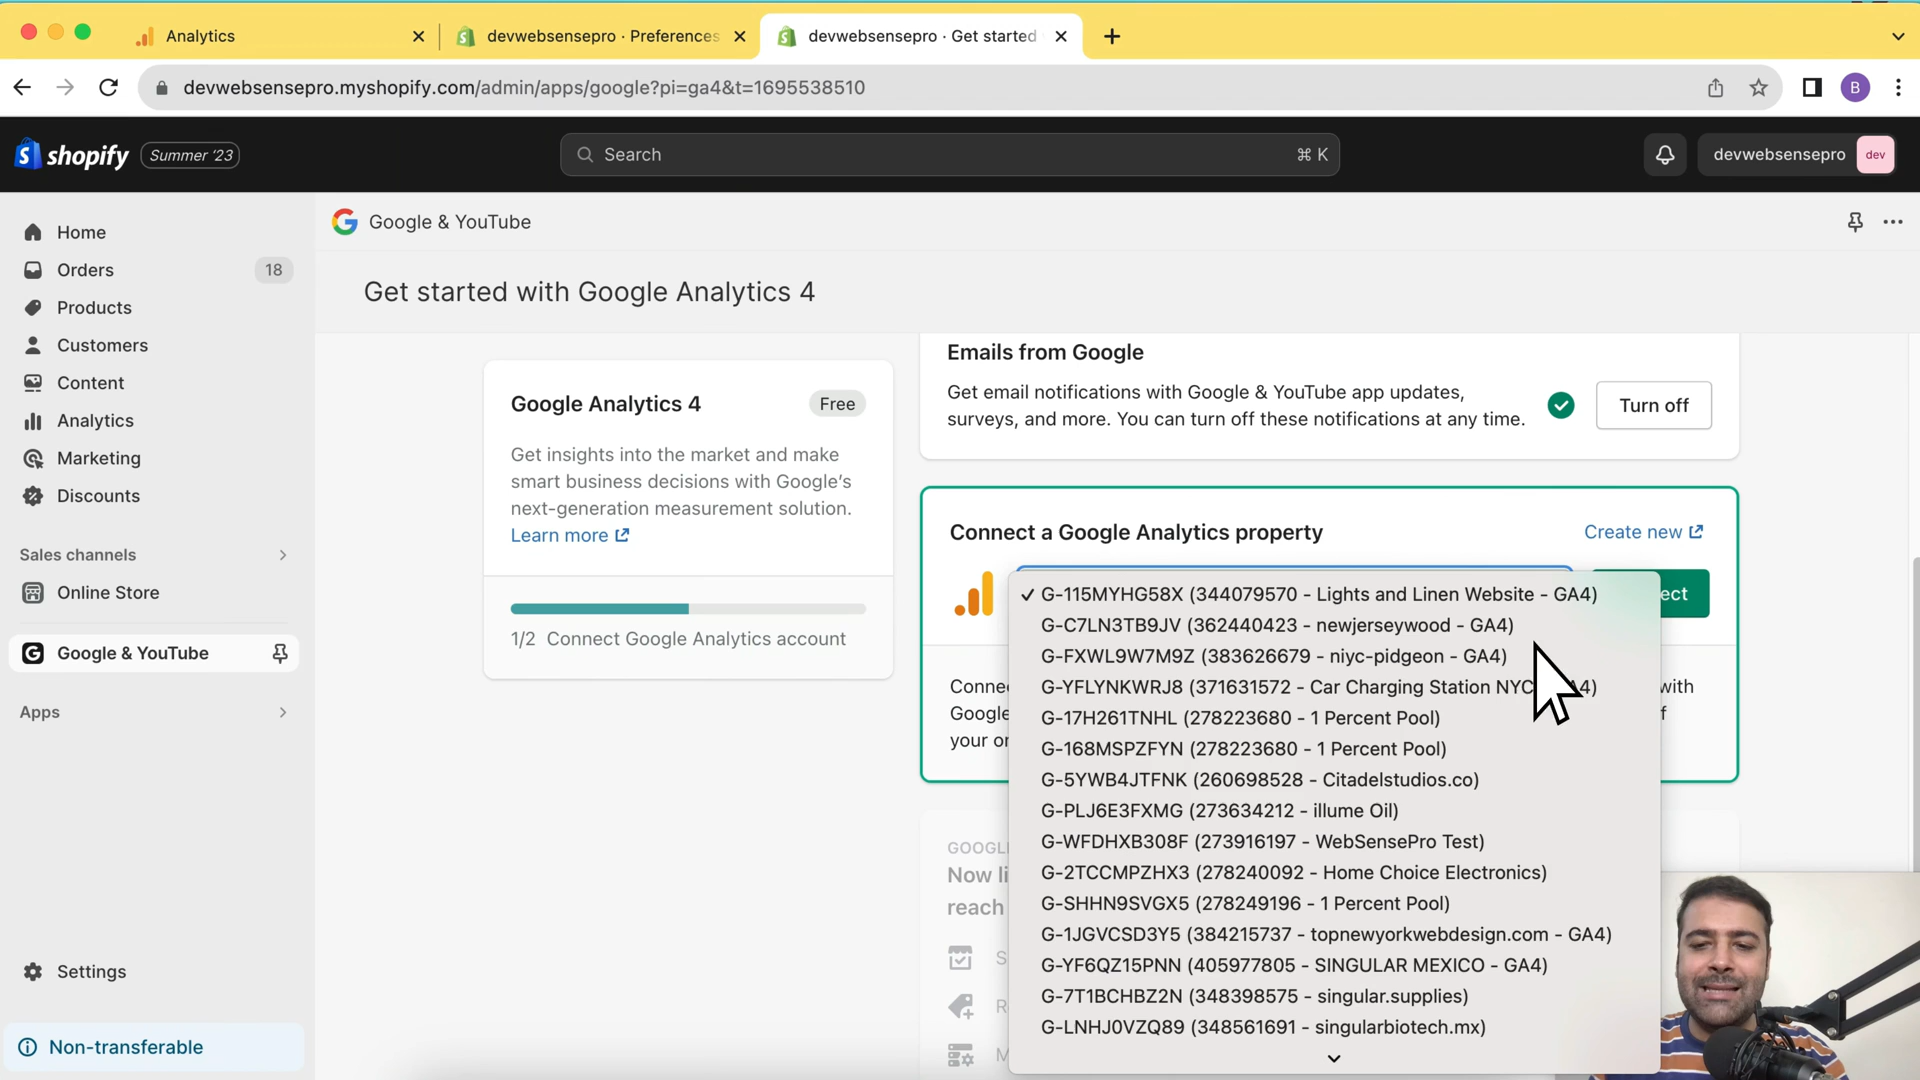 Analytics
devwebsensepro · Preferences
devwebsensepro · Get started
devwebsensepro.myshopify.com/admin/apps/google?pi=ga4&t=1695538510
B
shopify
Summer '23
Search
⌘ K
devwebsensepro
dev
Home
Orders
18
Products
Customers
Content
Analytics
Marketing
Discounts
Sales channels
Online Store
Google & YouTube
Apps
Settings
Non-transferable
Google & YouTube
Get started with Google Analytics 4
Google Analytics 4
Free
Get insights into the market and make
smart business decisions with Google's
next-generation measurement solution.
Learn more
1/2 Connect Google Analytics account
Emails from Google
Get email notifications with Google & YouTube app updates,
surveys, and more. You can turn off these notifications at any time.
Turn off
Connect a Google Analytics property
Create new
G-115MYHG58X (344079570 - Lights and Linen Website - GA4)
G-C7LN3TB9JV (362440423 - newjerseywood - GA4)
G-FXWL9W7M9Z (383626679 - niyc-pidgeon - GA4)
G-YFLYNKWRJ8 (371631572 - Car Charging Station NYC
G-17H261TNHL (278223680 - 1 Percent Pool)
G-168MSPZFYN (278223680 - 1 Percent Pool)
G-5YWB4JTFNK (260698528 - Citadelstudios.co)
G-PLJ6E3FXMG (273634212 - illume Oil)
G-WFDHXB308F (273916197 - WebSensePro Test)
G-2TCCMPZHX3 (278240092 - Home Choice Electronics)
G-SHHN9SVGX5 (278249196 - 1 Percent Pool)
G-1JGVCSD3Y5 (384215737 - topnewyorkwebdesign.com - GA4)
G-YF6QZ15PNN (405977805 - SINGULAR MEXICO - GA4)
G-7T1BCHBZ2N (348398575 - singular.supplies)
G-LNHJ0VZQ89 (348561691 - singularbiotech.mx)
with
Google
your
Now
reach